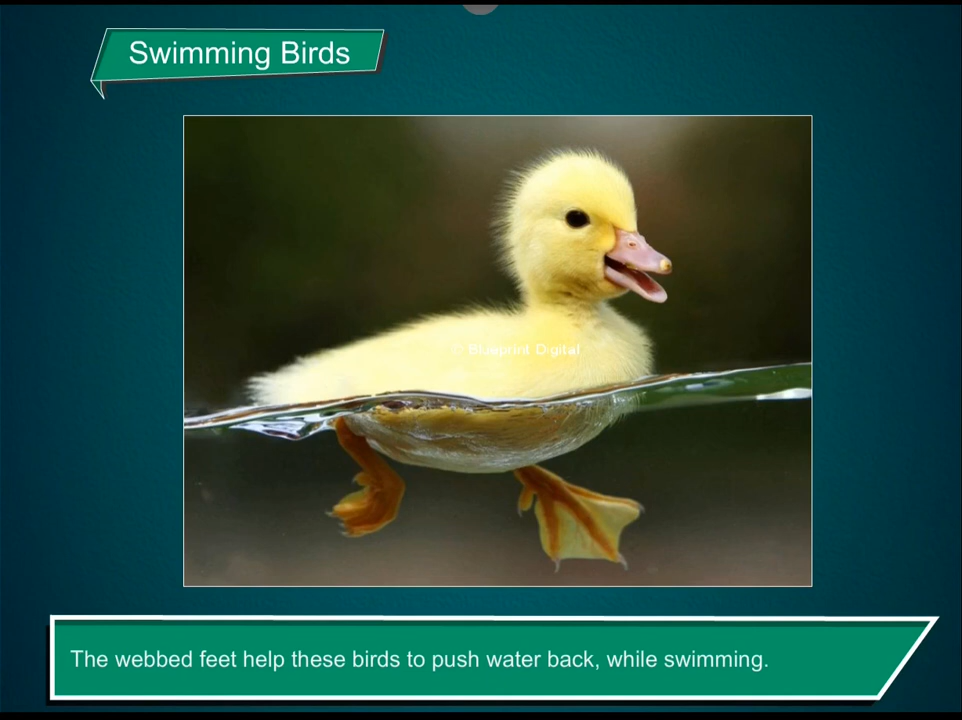 Swimming Birds
© Blueprint Digital
The webbed feet help these birds to push water back, while swimming.